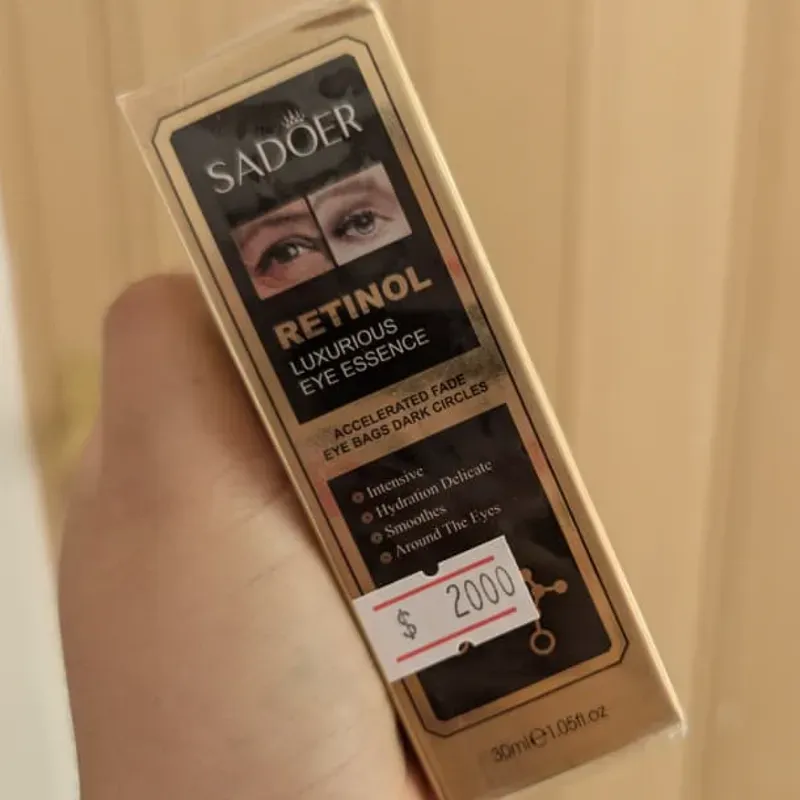 SADOER
RETINOL
LUXURIOUS
EYE ESSENCE
ACCELERATED FADE
EYE BAGS DARK CIRCLES
Intensive
Hydration Delicate
Smoothes
Around The Eyes
$ 2000
30ml℮1.05fl.oz